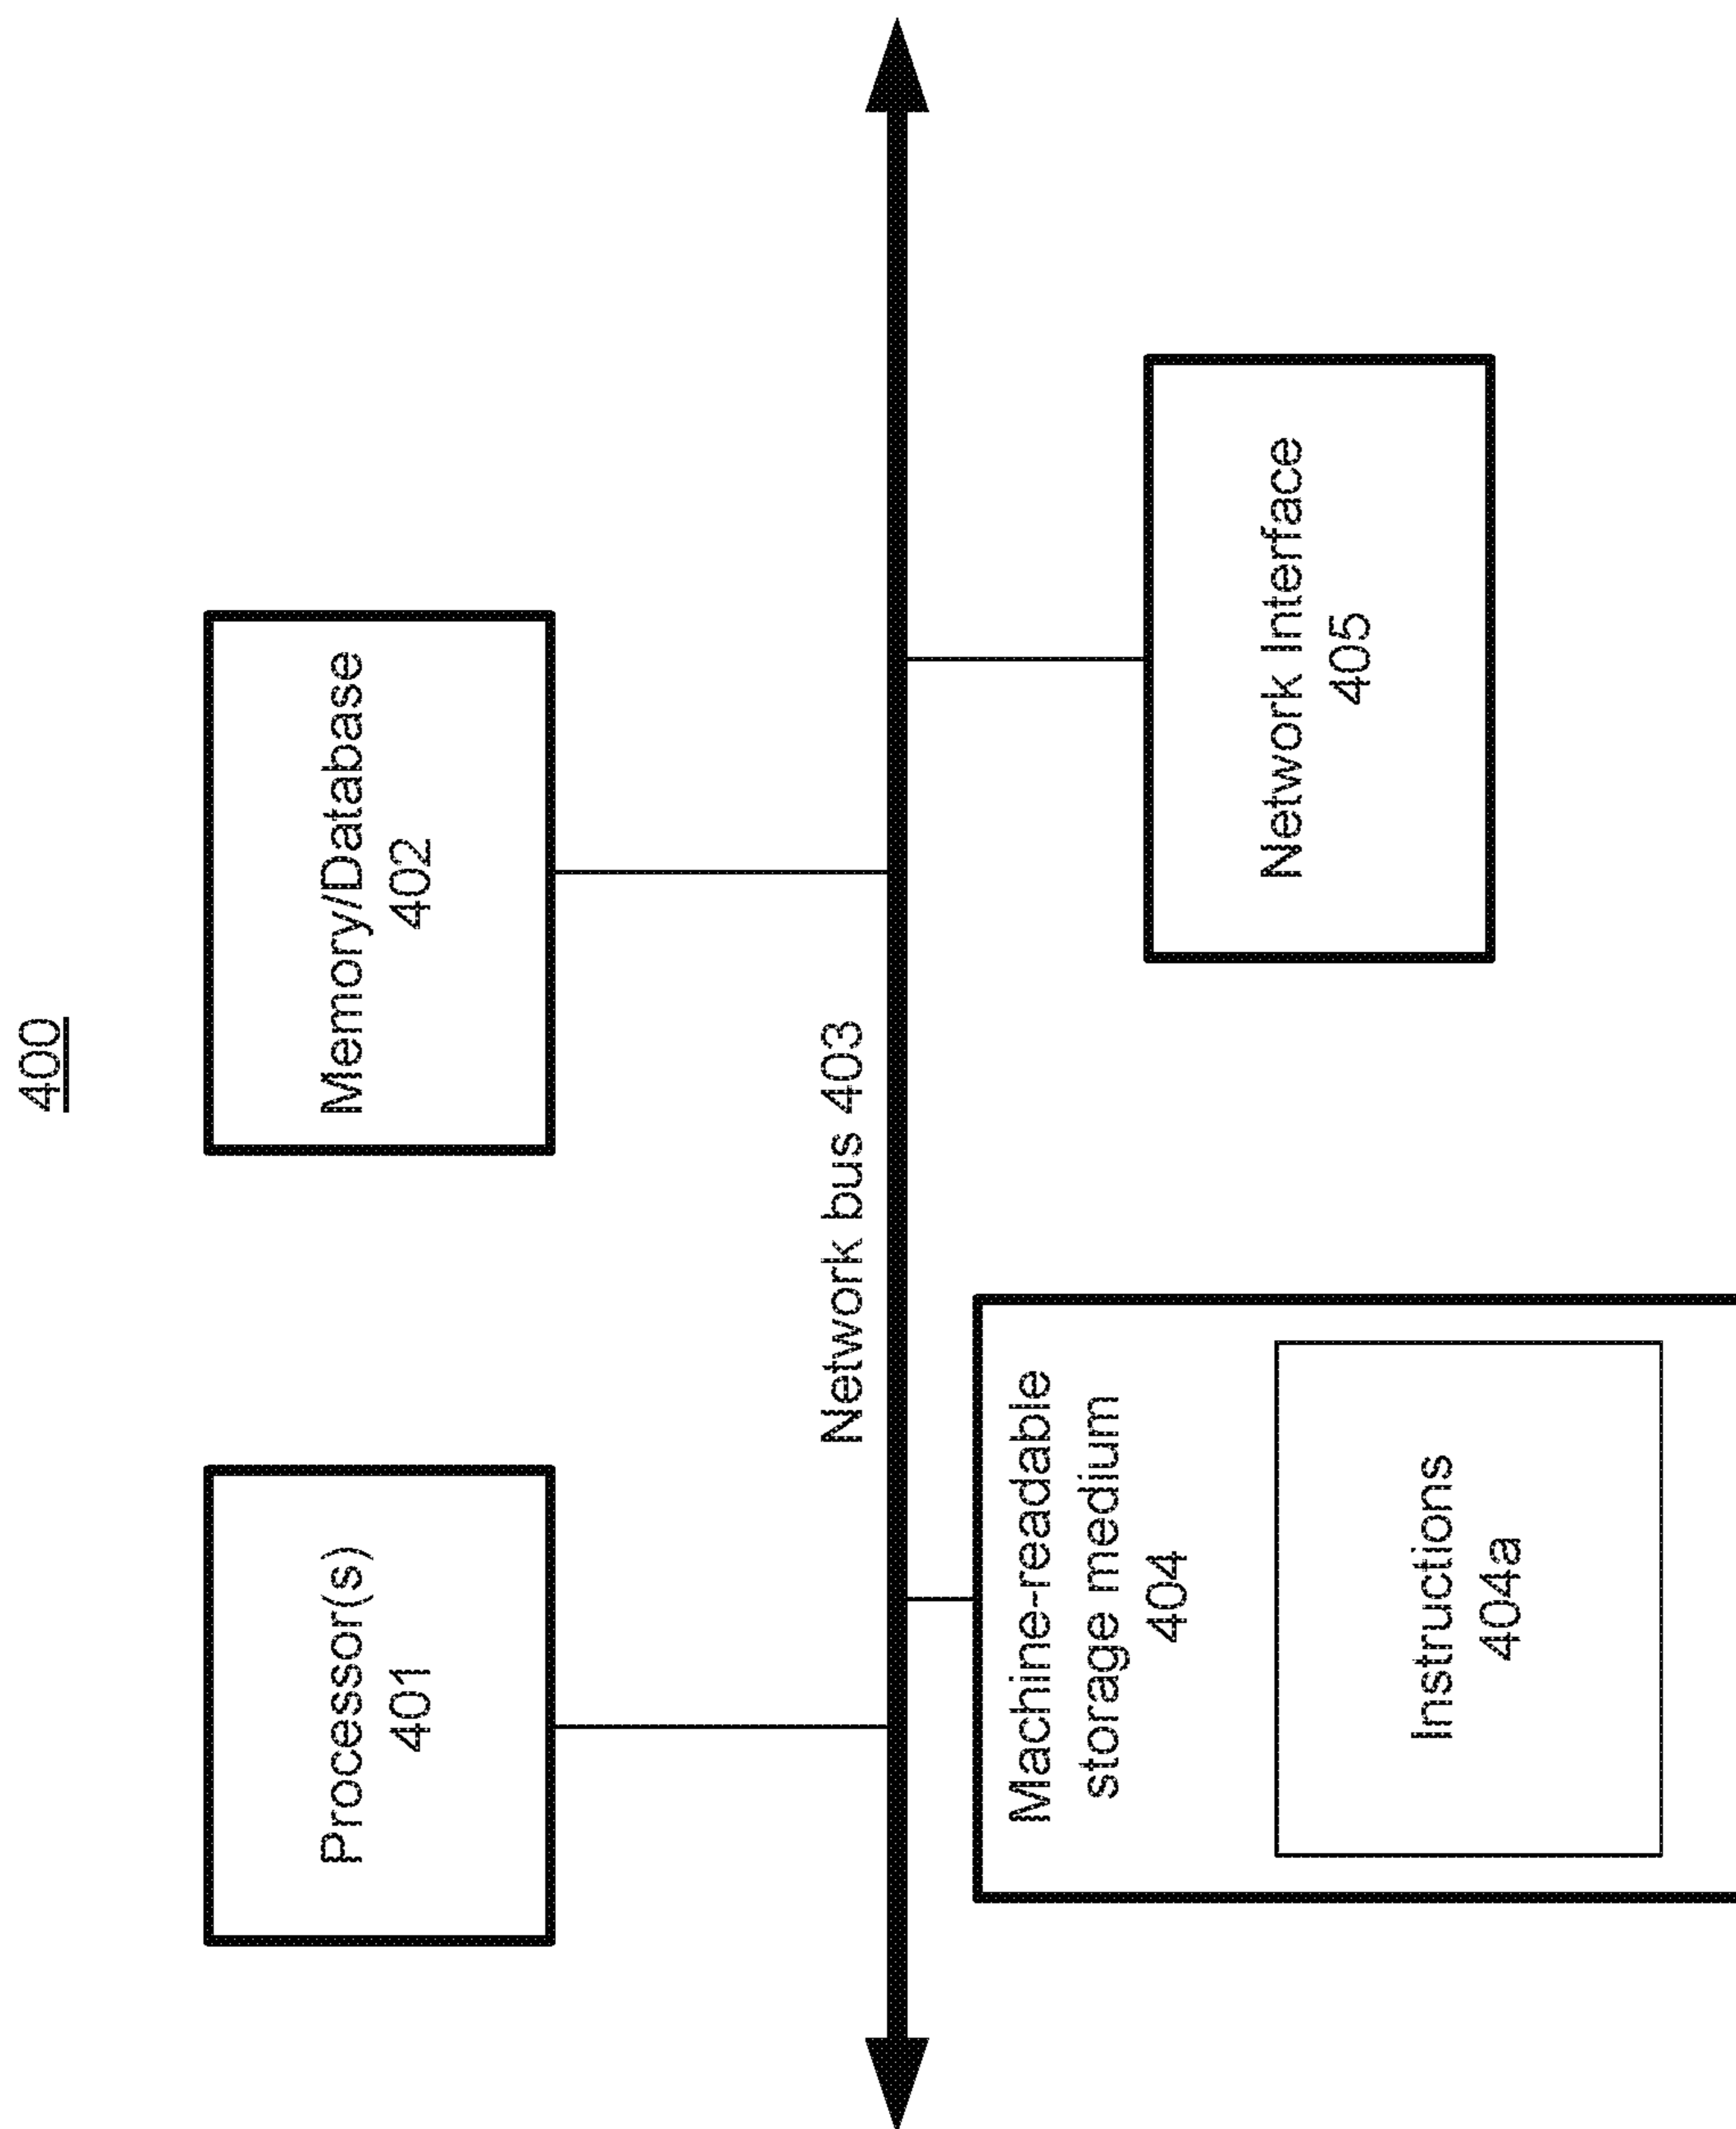 400
Processor(s)
401
Memory/Database
402
Network bus 403
Machine-readable
storage medium
404
Instructions
404a
Network Interface
405